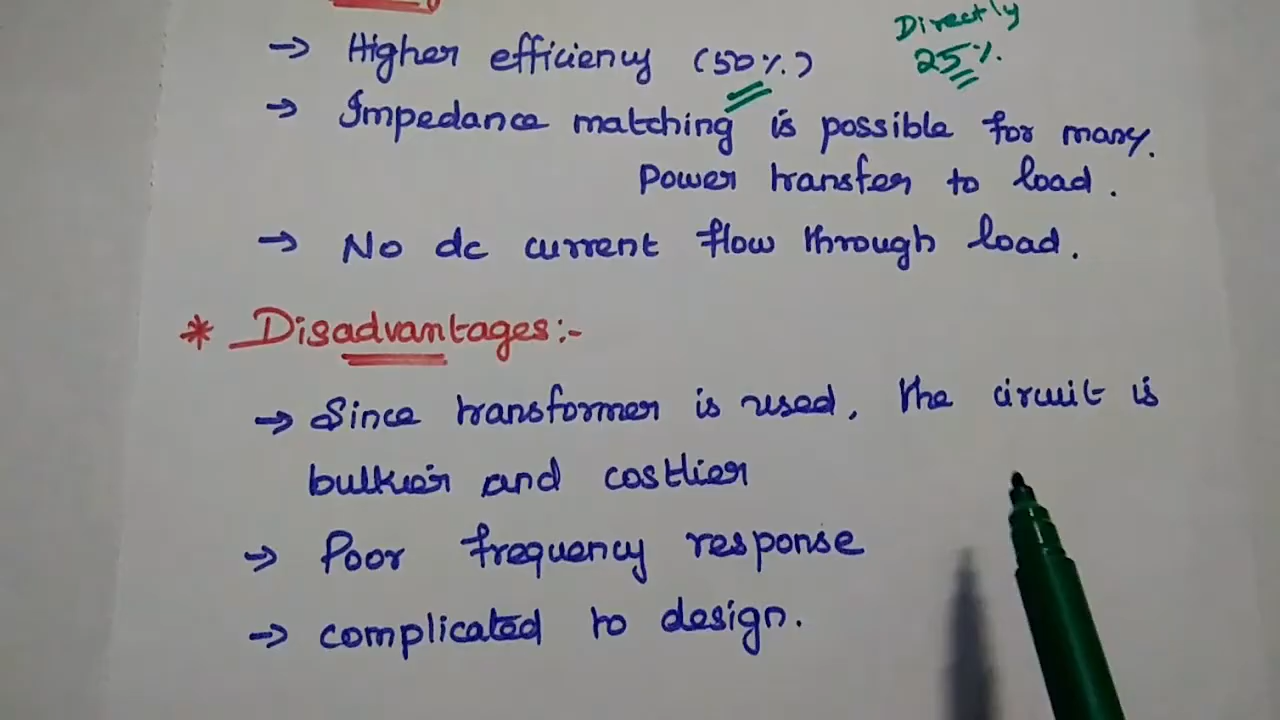 Directly
→ Higher efficiency (50%) 25%.
→ Impedance matching is possible for max.
power transfer to load.
→ No dc current flow through load.
* Disadvantages:-
→ Since transformer is used, the circuit is
bulkier and costlier
→ Poor frequency response
→ complicated to design.